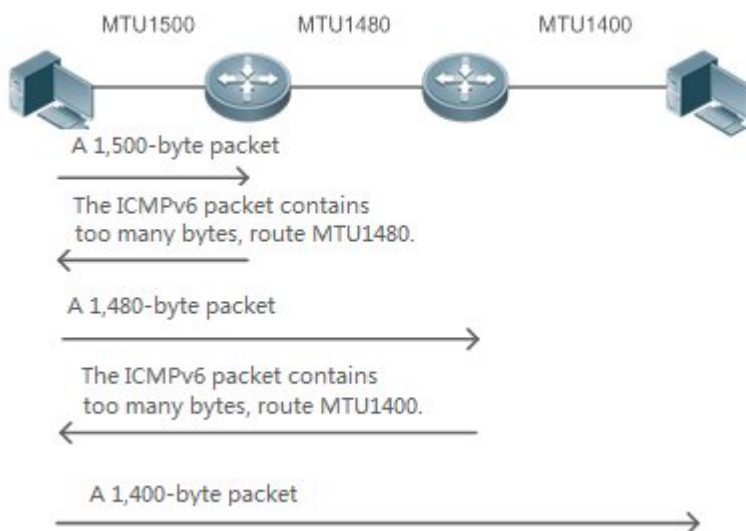 MTU1500 MTU1480 MTU1400
A 1,500-byte packet
The ICMPv6 packet contains
too many bytes, route MTU1480.
A 1,480-byte packet
The ICMPv6 packet contains
too many bytes, route MTU1400.
A 1,400-byte packet